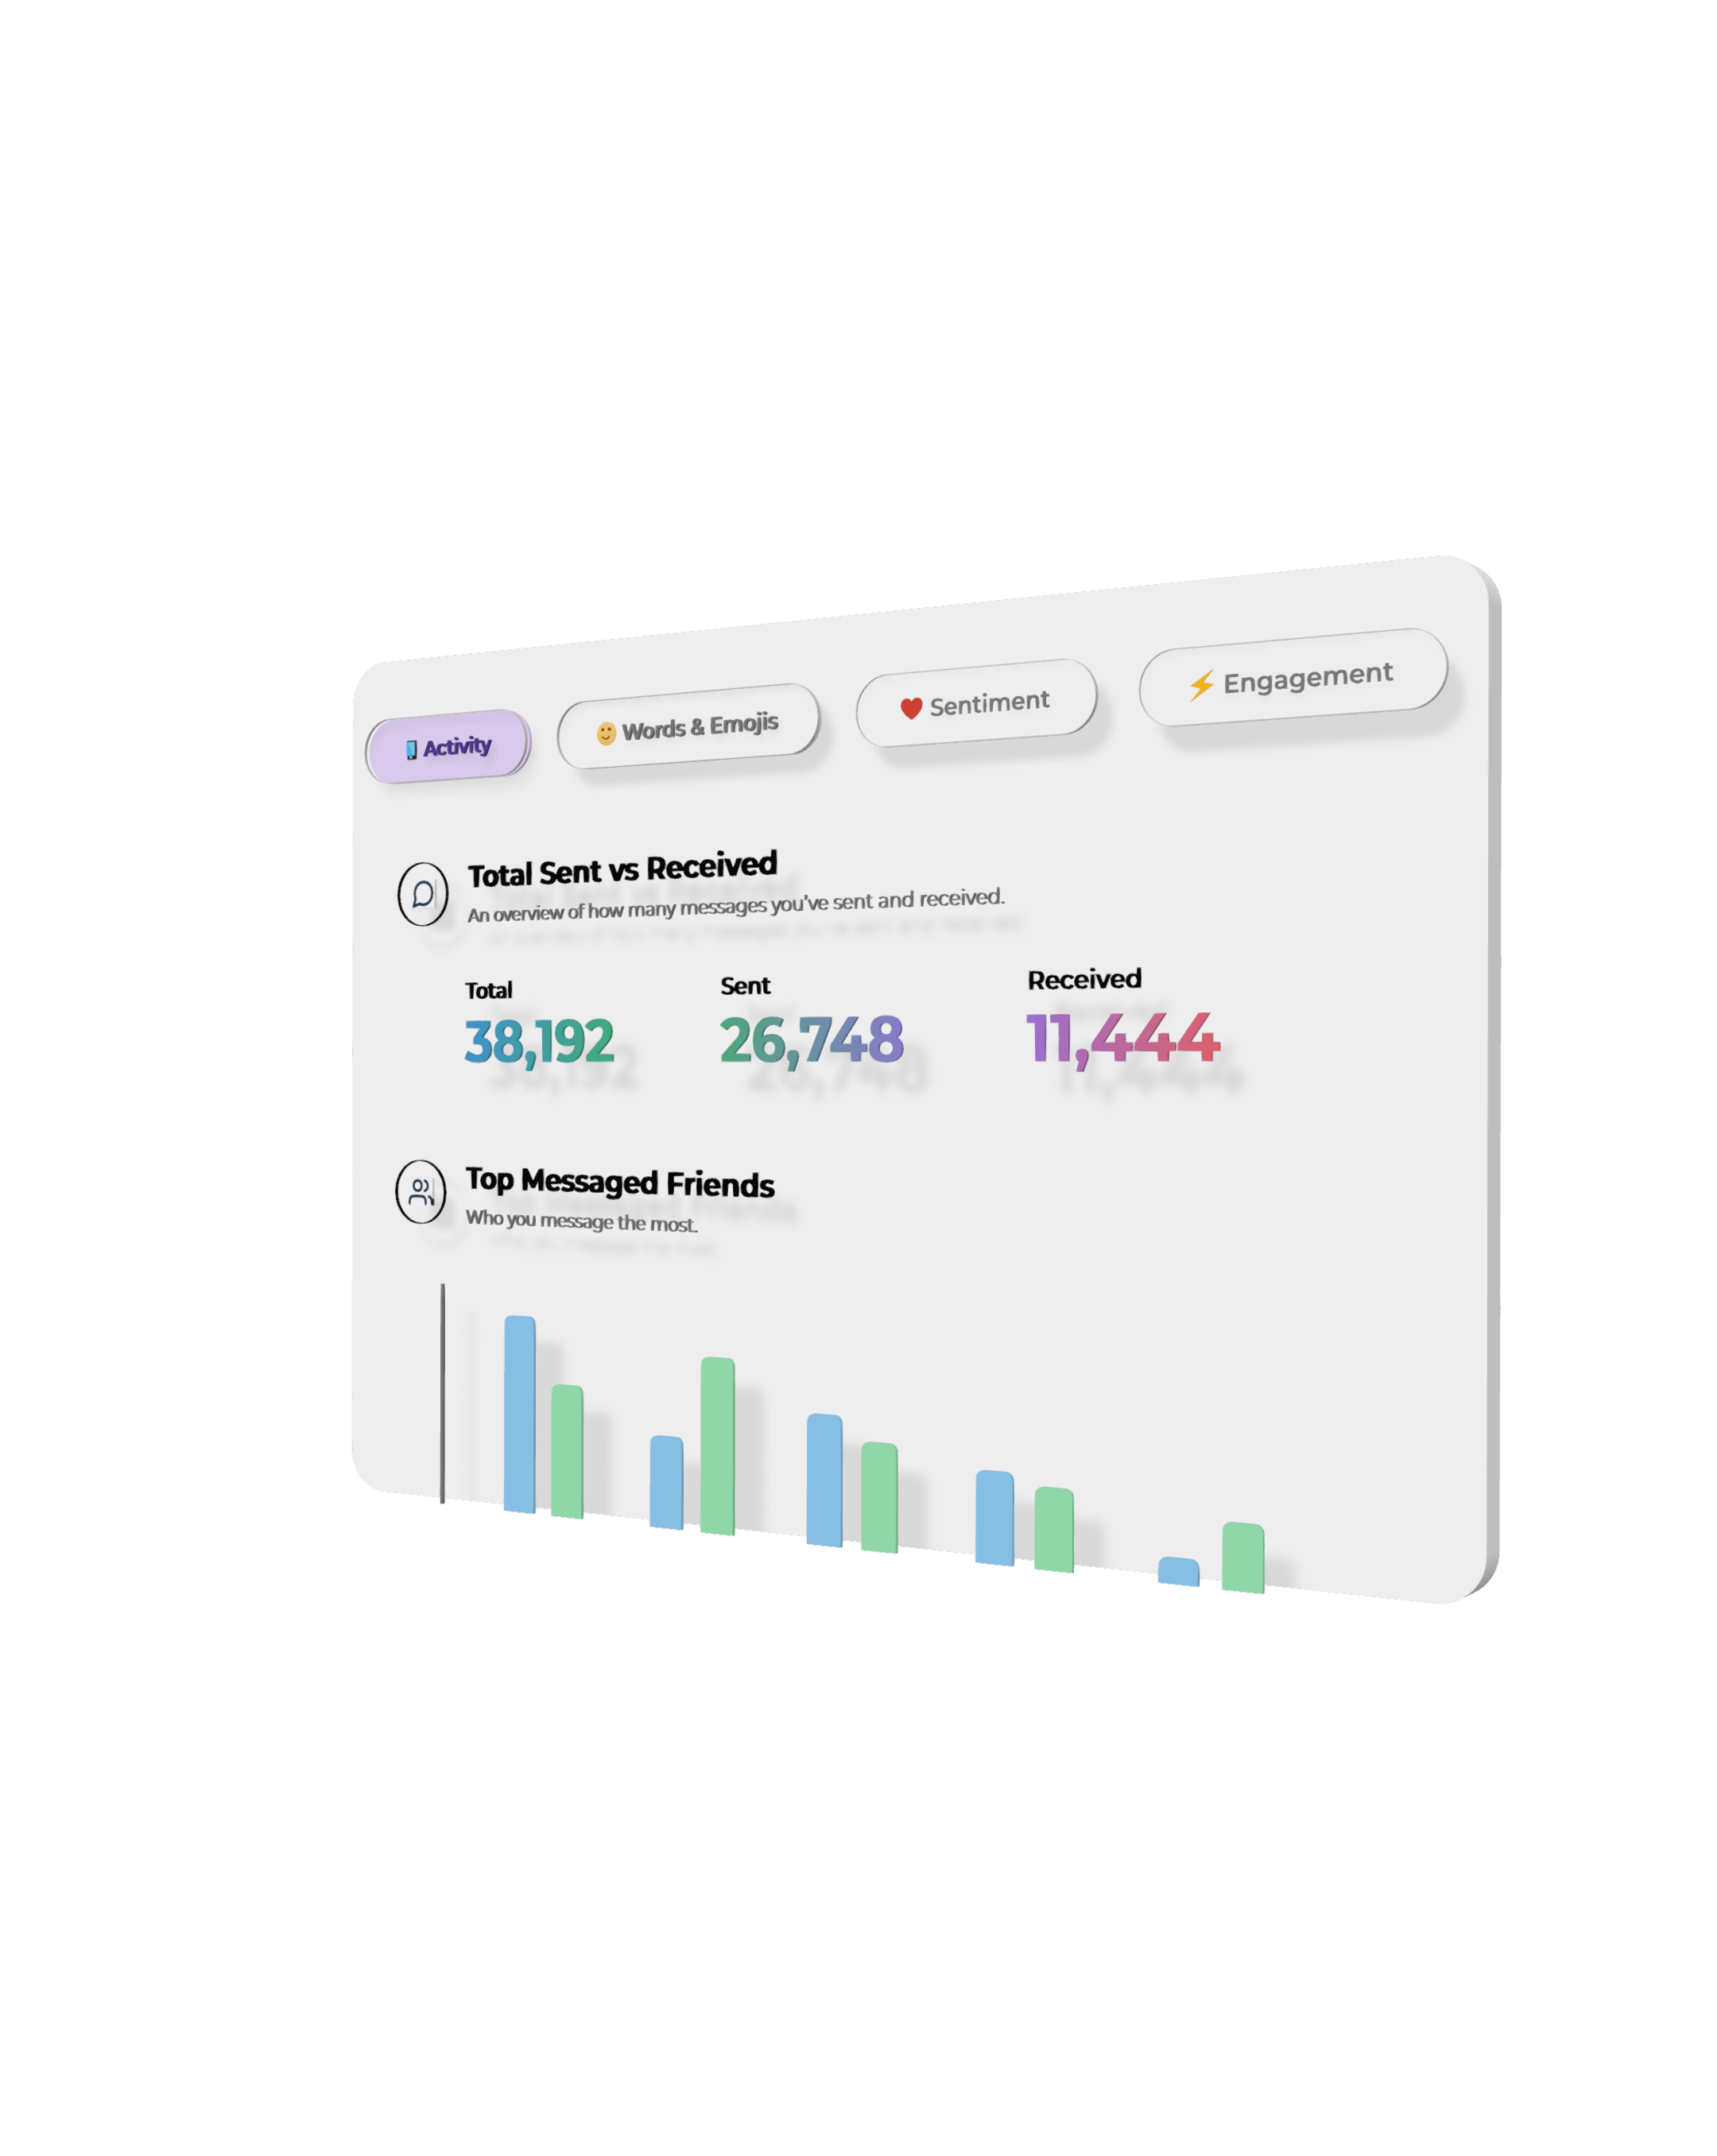 Activity
Words & Emojis
Sentiment
Engagement
Total Sent vs Received
An overview of how many messages you've sent and received.
Total
Sent
Received
38,192
26,748
11,444
Top Messaged Friends
Who you message the most.